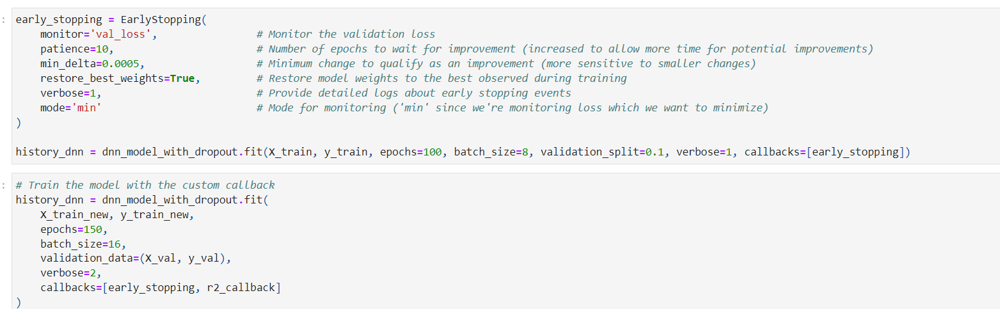 early_stopping = EarlyStopping(
    monitor='val_loss',                # Monitor the validation loss
    patience=10,                       # Number of epochs to wait for improvement (increased to allow more time for potential improvements)
    min_delta=0.0005,                  # Minimum change to qualify as an improvement (more sensitive to smaller changes)
    restore_best_weights=True,         # Restore model weights to the best observed during training
    verbose=1,                         # Provide detailed logs about early stopping events
    mode='min'                         # Mode for monitoring ('min' since we're monitoring loss which we want to minimize)
)
history_dnn = dnn_model_with_dropout.fit(X_train, y_train, epochs=100, batch_size=8, validation_split=0.1, verbose=1, callbacks=[early_stopping])
# Train the model with the custom callback
history_dnn = dnn_model_with_dropout.fit(
    X_train_new, y_train_new,
    epochs=150,
    batch_size=16,
    validation_data=(X_val, y_val),
    verbose=2,
    callbacks=[early_stopping, r2_callback]
)